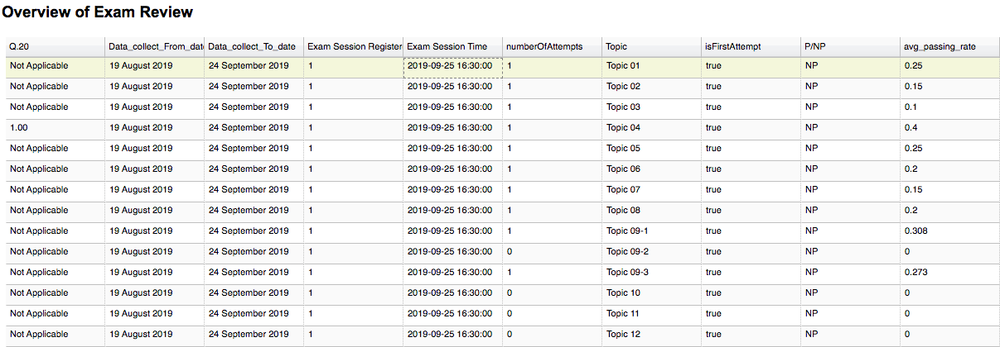 Overview of Exam Review
Q.20 Data_collect_From_dat Data_collect_To_date Exam Session Register Exam Session Time numberOfAttempts Topic isFirstAttempt P/NP avg_passing_rate
Not Applicable 19 August 2019 24 September 2019 1 2019-09-25 16:30:00 1 Topic 01 true NP 0.25
Not Applicable 19 August 2019 24 September 2019 1 2019-09-25 16:30:00 1 Topic 02 true NP 0.15
Not Applicable 19 August 2019 24 September 2019 1 2019-09-25 16:30:00 1 Topic 03 true NP 0.1
1.00 19 August 2019 24 September 2019 1 2019-09-25 16:30:00 1 Topic 04 true NP 0.4
Not Applicable 19 August 2019 24 September 2019 1 2019-09-25 16:30:00 1 Topic 05 true NP 0.25
Not Applicable 19 August 2019 24 September 2019 1 2019-09-25 16:30:00 1 Topic 06 true NP 0.2
Not Applicable 19 August 2019 24 September 2019 1 2019-09-25 16:30:00 1 Topic 07 true NP 0.15
Not Applicable 19 August 2019 24 September 2019 1 2019-09-25 16:30:00 1 Topic 08 true NP 0.2
Not Applicable 19 August 2019 24 September 2019 1 2019-09-25 16:30:00 1 Topic 09-1 true NP 0.308
Not Applicable 19 August 2019 24 September 2019 1 2019-09-25 16:30:00 0 Topic 09-2 true NP 0
Not Applicable 19 August 2019 24 September 2019 1 2019-09-25 16:30:00 1 Topic 09-3 true NP 0.273
Not Applicable 19 August 2019 24 September 2019 1 2019-09-25 16:30:00 0 Topic 10 true NP 0
Not Applicable 19 August 2019 24 September 2019 1 2019-09-25 16:30:00 0 Topic 11 true NP 0
Not Applicable 19 August 2019 24 September 2019 1 2019-09-25 16:30:00 0 Topic 12 true NP 0